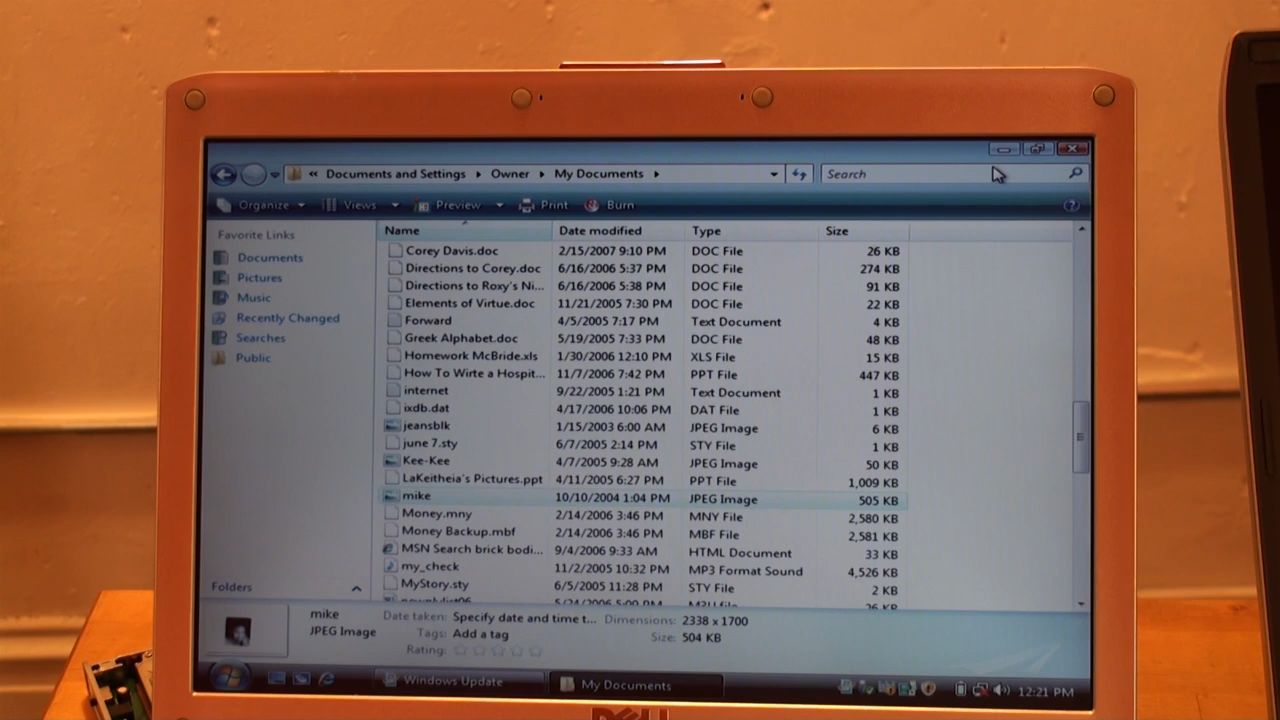 « Documents and Settings ▸ Owner ▸ My Documents ▸ Search
Organize Views Preview Print Burn
Favorite Links
Documents
Pictures
Music
Recently Changed
Searches
Public
Folders
Name Date modified Type Size
Corey Davis.doc 2/15/2007 9:10 PM DOC File 26 KB
Directions to Corey.doc 6/16/2006 5:37 PM DOC File 274 KB
Directions to Roxy's Ni... 6/16/2006 5:38 PM DOC File 91 KB
Elements of Virtue.doc 11/21/2005 7:30 PM DOC File 22 KB
Forward 4/5/2005 7:17 PM Text Document 4 KB
Greek Alphabet.doc 5/19/2005 7:33 PM DOC File 48 KB
Homework McBride.xls 1/30/2006 12:10 PM XLS File 15 KB
How To Wirte a Hospit... 11/7/2006 7:42 PM PPT File 447 KB
internet 9/22/2005 1:21 PM Text Document 1 KB
ixdb.dat 4/17/2006 10:06 PM DAT File 1 KB
jeansblk 1/15/2003 6:00 AM JPEG Image 6 KB
june 7.sty 6/7/2005 2:14 PM STY File 1 KB
Kee-Kee 4/7/2005 9:28 AM JPEG Image 50 KB
LaKeitheia's Pictures.ppt 4/11/2005 6:27 PM PPT File 1,009 KB
mike 10/10/2004 1:04 PM JPEG Image 505 KB
Money.mny 2/14/2006 3:46 PM MNY File 2,580 KB
Money Backup.mbf 2/14/2006 3:46 PM MBF File 2,581 KB
MSN Search brick bodi... 9/4/2006 9:33 AM HTML Document 33 KB
my_check 11/2/2005 10:32 PM MP3 Format Sound 4,526 KB
MyStory.sty 6/5/2005 11:28 PM STY File 2 KB
5/24/2006 5:09 PM M3U File 26 KB
mike Date taken: Specify date and time t... Dimensions: 2338 x 1700
JPEG Image Tags: Add a tag Size: 504 KB
Rating:
Windows Update My Documents 12:21 PM
DELL